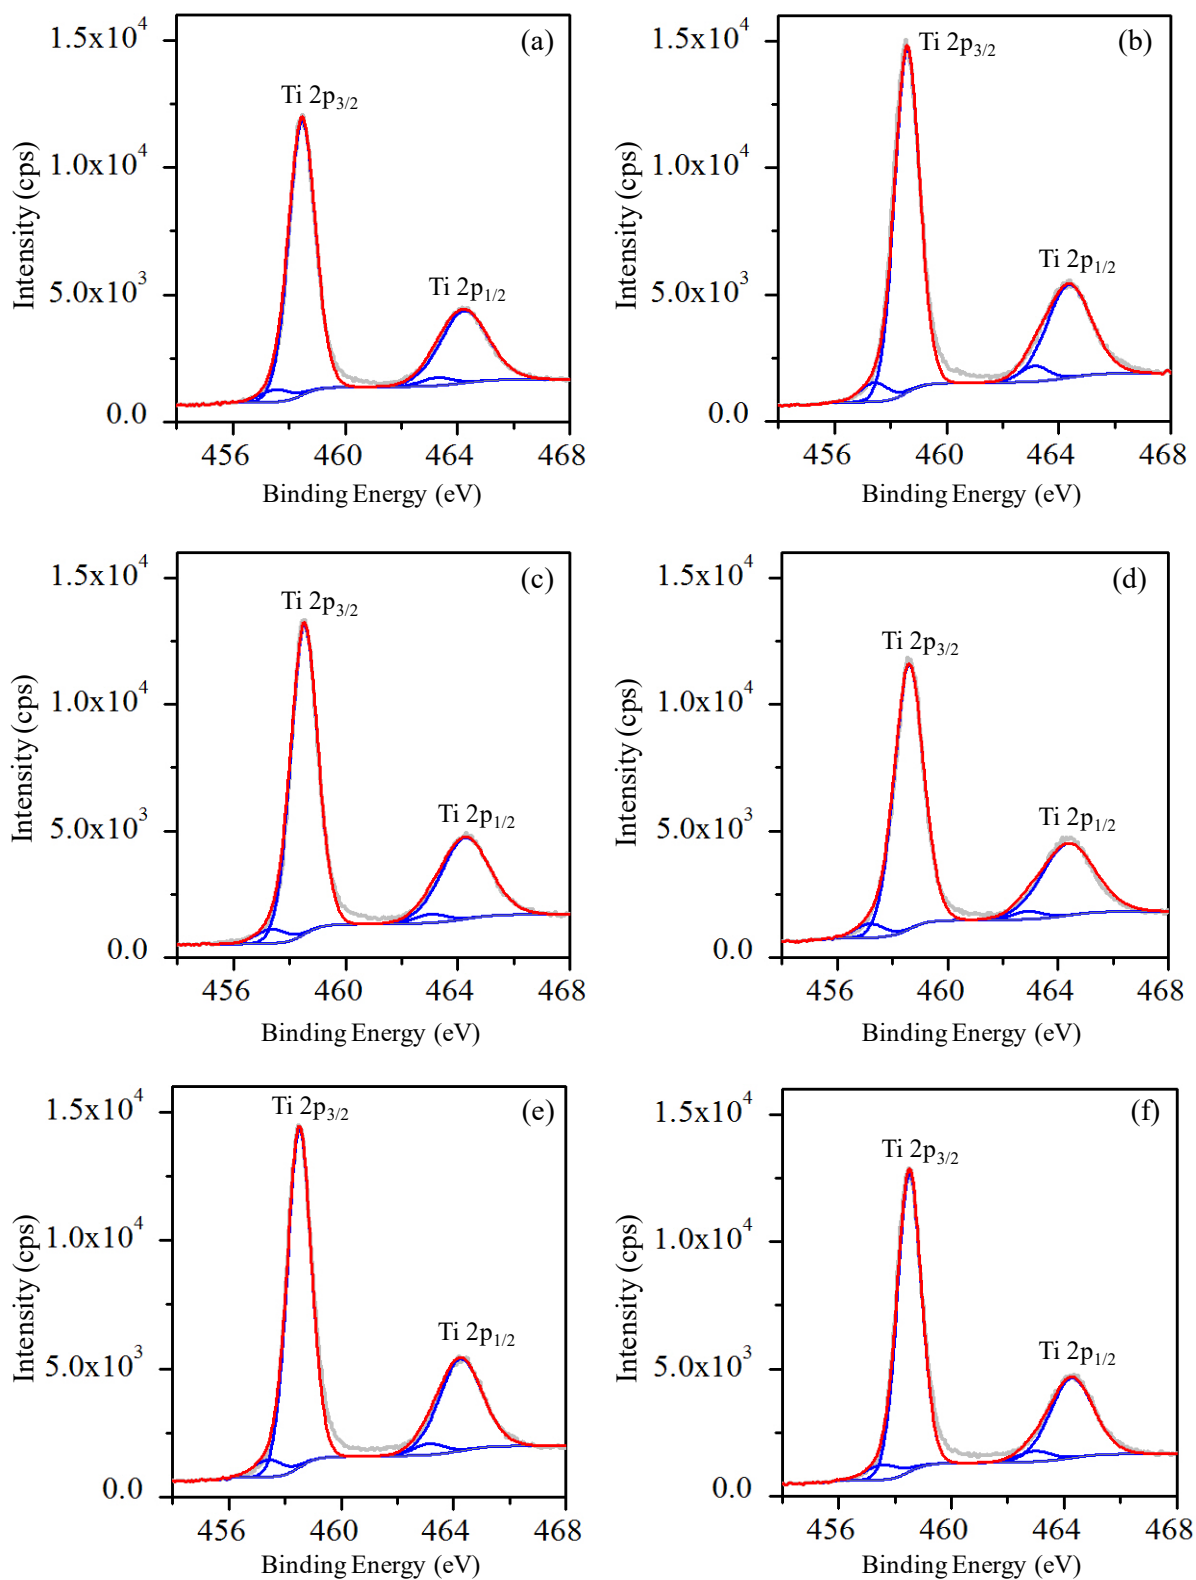 (a)
Ti 2p3/2
Ti 2p1/2
1.5x10^4
1.0x10^4
5.0x10^3
0.0
Intensity (cps)
456 460 464 468
Binding Energy (eV)
(b)
Ti 2p3/2
Ti 2p1/2
1.5x10^4
1.0x10^4
5.0x10^3
0.0
Intensity (cps)
456 460 464 468
Binding Energy (eV)
(c)
Ti 2p3/2
Ti 2p1/2
1.5x10^4
1.0x10^4
5.0x10^3
0.0
Intensity (cps)
456 460 464 468
Binding Energy (eV)
(d)
Ti 2p3/2
Ti 2p1/2
1.5x10^4
1.0x10^4
5.0x10^3
0.0
Intensity (cps)
456 460 464 468
Binding Energy (eV)
(e)
Ti 2p3/2
Ti 2p1/2
1.5x10^4
1.0x10^4
5.0x10^3
0.0
Intensity (cps)
456 460 464 468
Binding Energy (eV)
(f)
Ti 2p3/2
Ti 2p1/2
1.5x10^4
1.0x10^4
5.0x10^3
0.0
Intensity (cps)
456 460 464 468
Binding Energy (eV)